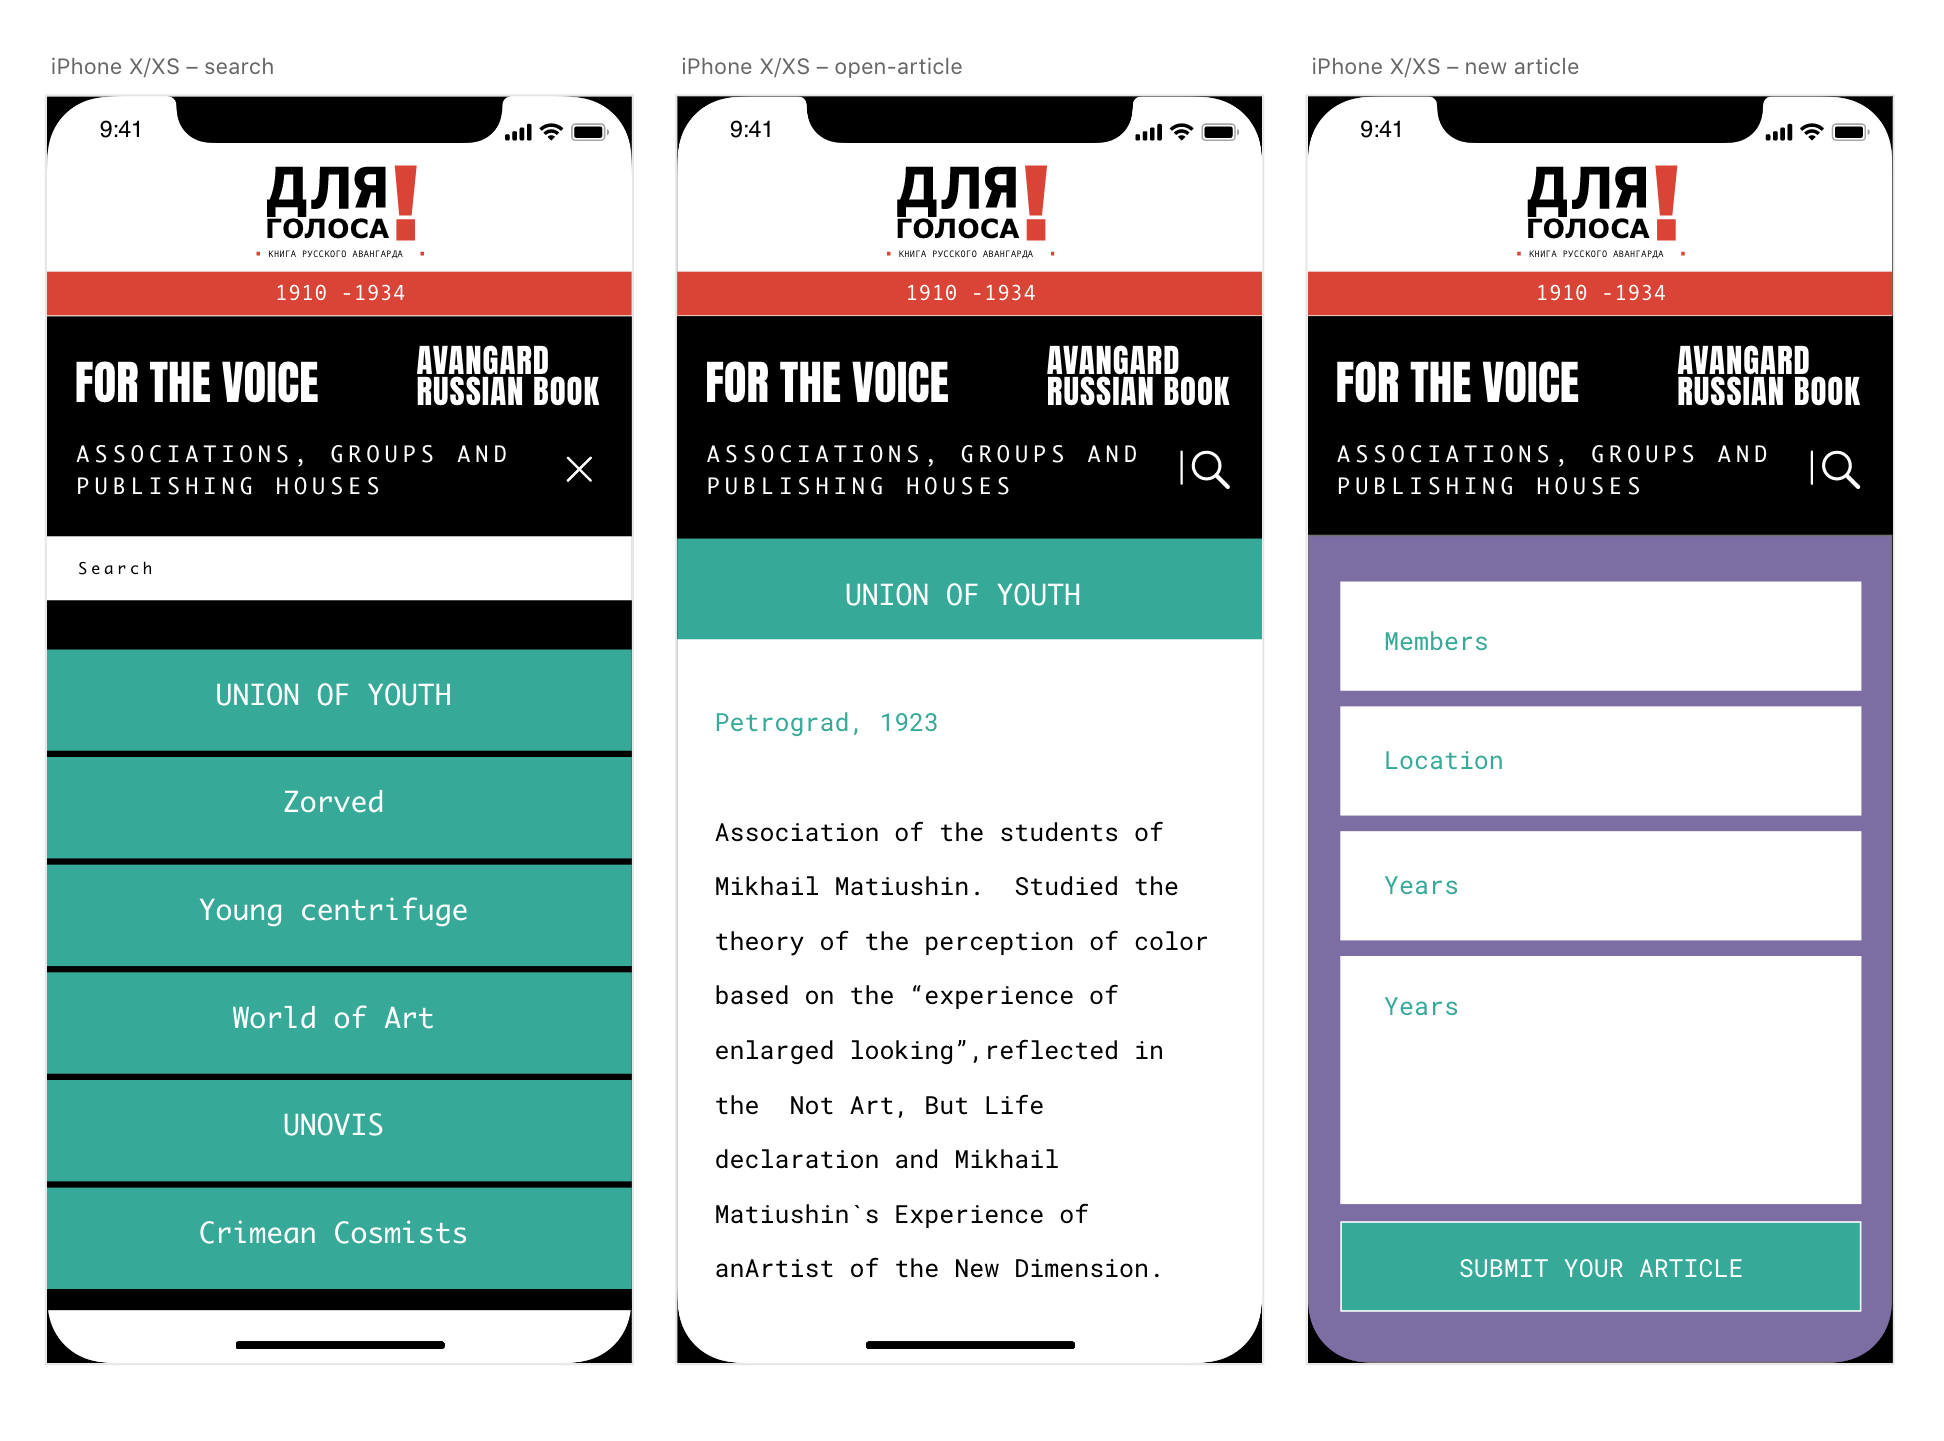 iPhone X/XS – search
9:41
ДЛЯ!
ГОЛОСА
КНИГА РУССКОГО АВАНГАРДА
1910 -1934
FOR THE VOICE
AVANGARD
RUSSIAN BOOK
ASSOCIATIONS, GROUPS AND
PUBLISHING HOUSES
Search
UNION OF YOUTH
Zorved
Young centrifuge
World of Art
UNOVIS
Crimean Cosmists
iPhone X/XS – open-article
9:41
ДЛЯ!
ГОЛОСА
КНИГА РУССКОГО АВАНГАРДА
1910 -1934
FOR THE VOICE
AVANGARD
RUSSIAN BOOK
ASSOCIATIONS, GROUPS AND
PUBLISHING HOUSES
UNION OF YOUTH
Petrograd, 1923
Association of the students of
Mikhail Matiushin.  Studied the
theory of the perception of color
based on the “experience of
enlarged looking”,reflected in
the  Not Art, But Life
declaration and Mikhail
Matiushin`s Experience of
anArtist of the New Dimension.
iPhone X/XS – new article
9:41
ДЛЯ!
ГОЛОСА
КНИГА РУССКОГО АВАНГАРДА
1910 -1934
FOR THE VOICE
AVANGARD
RUSSIAN BOOK
ASSOCIATIONS, GROUPS AND
PUBLISHING HOUSES
Members
Location
Years
Years
SUBMIT YOUR ARTICLE